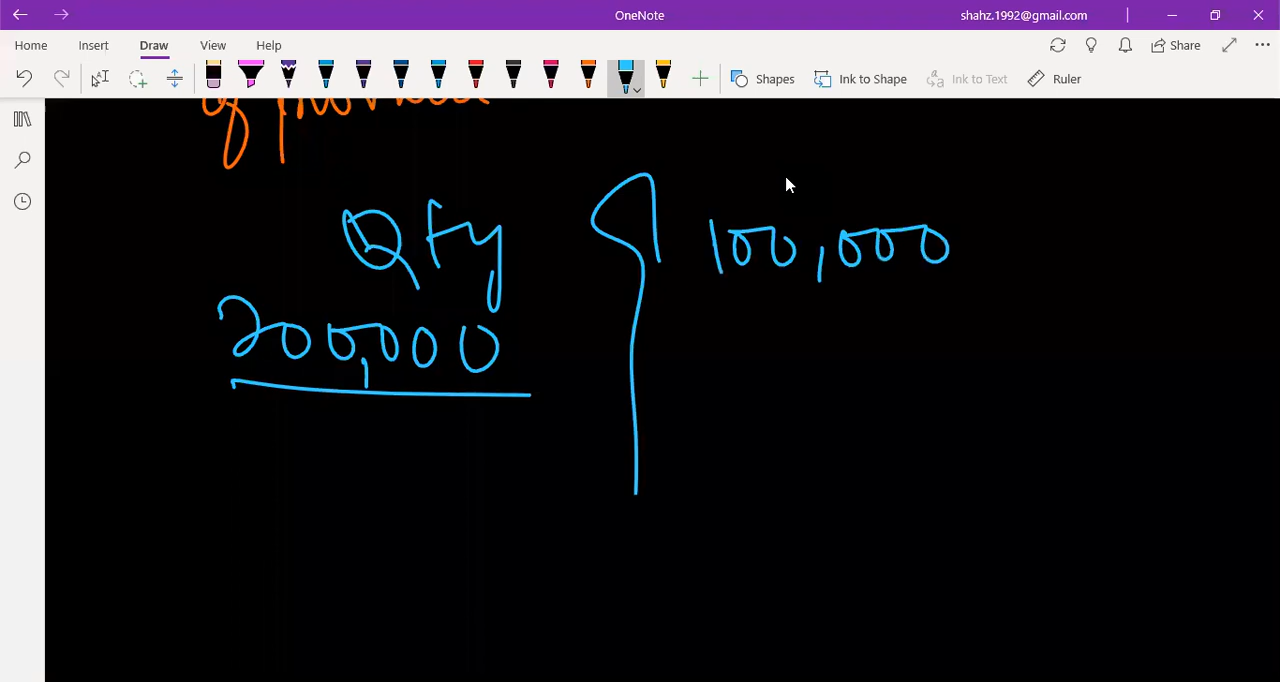 OneNote
shahz.1992@gmail.com
Home Insert Draw View Help
Share
Shapes Ink to Shape Ink to Text Ruler
of
Qty 100,000
200,000